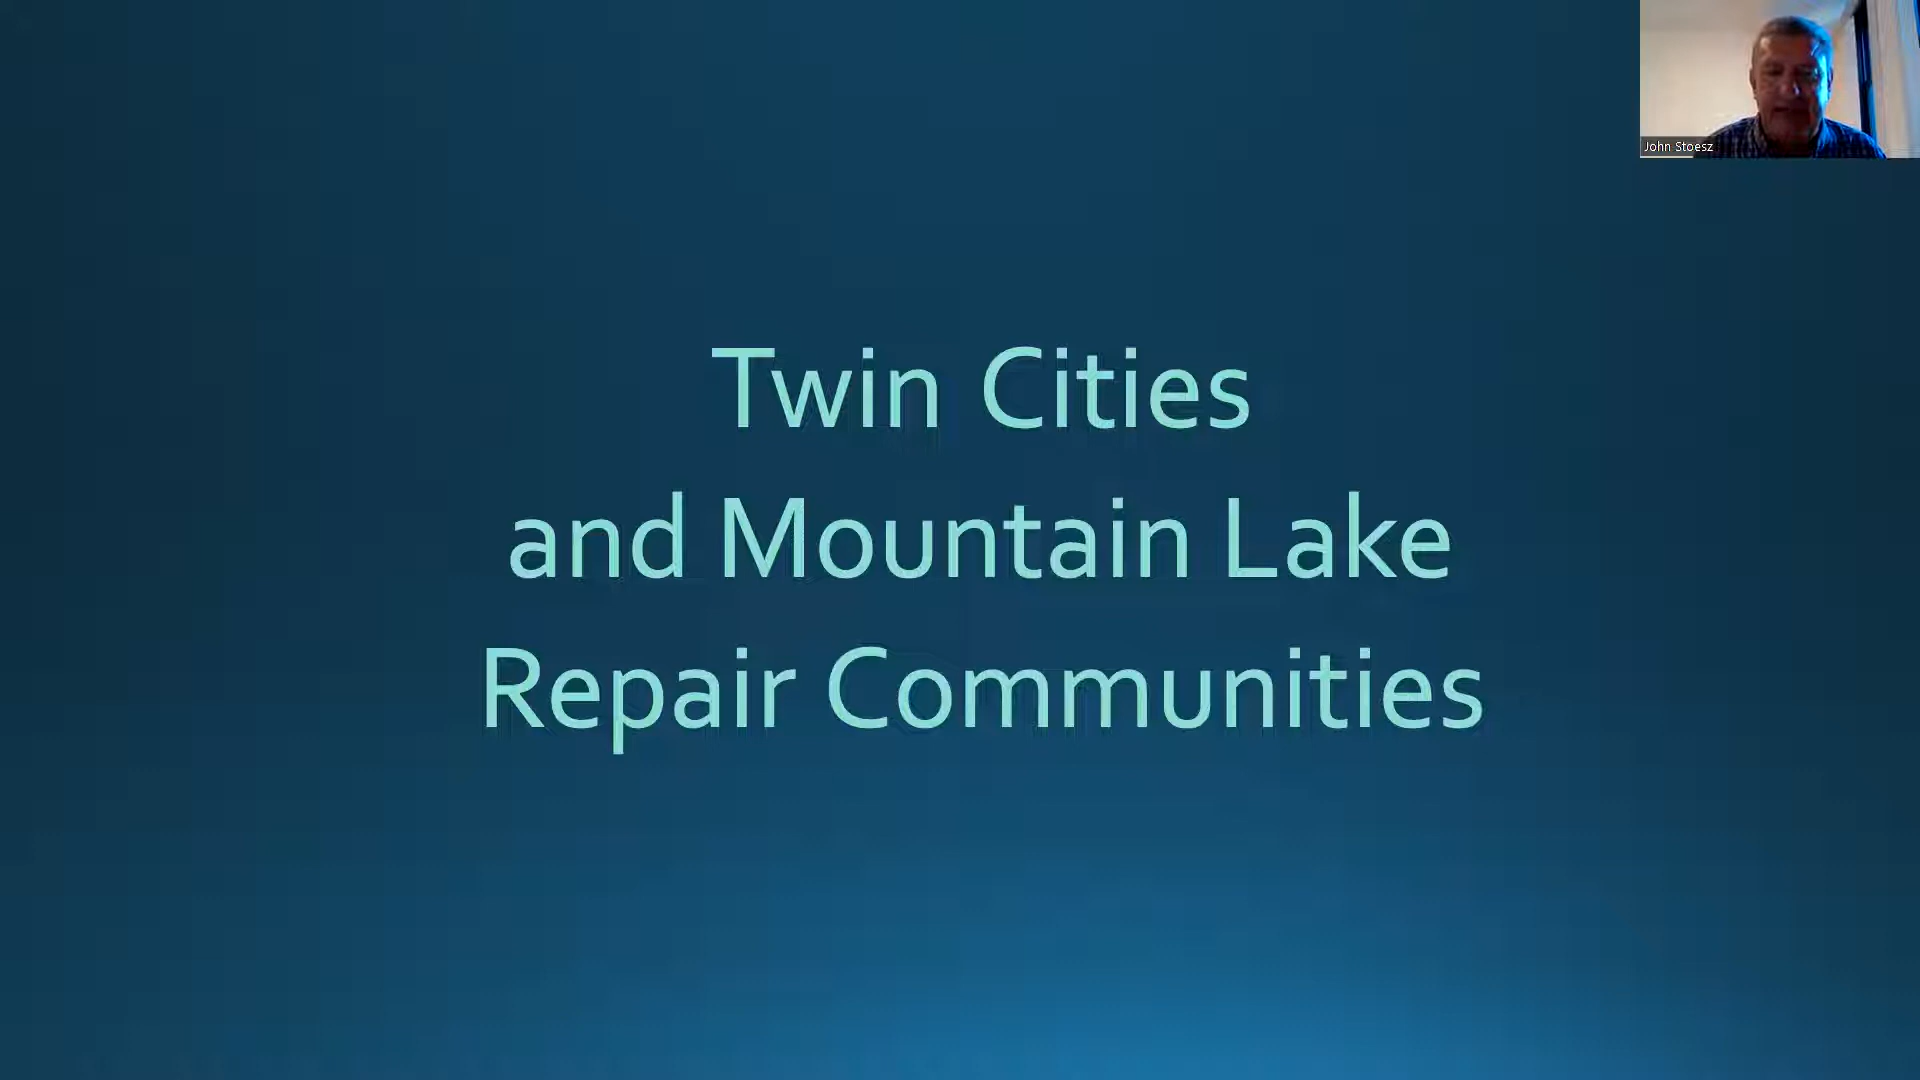 John Stoesz
Twin Cities
and Mountain Lake
Repair Communities